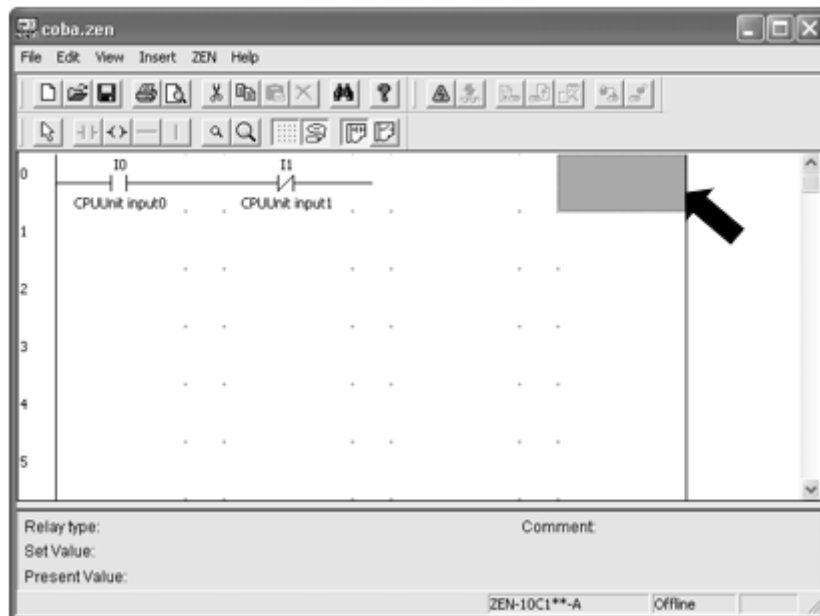 coba.zen
File Edit View Insert ZEN Help
0
I0 I1
CPUUnit input0 CPUUnit input1
1
2
3
4
5
Relay type: Comment:
Set Value:
Present Value:
ZEN-10C1**-A Offline